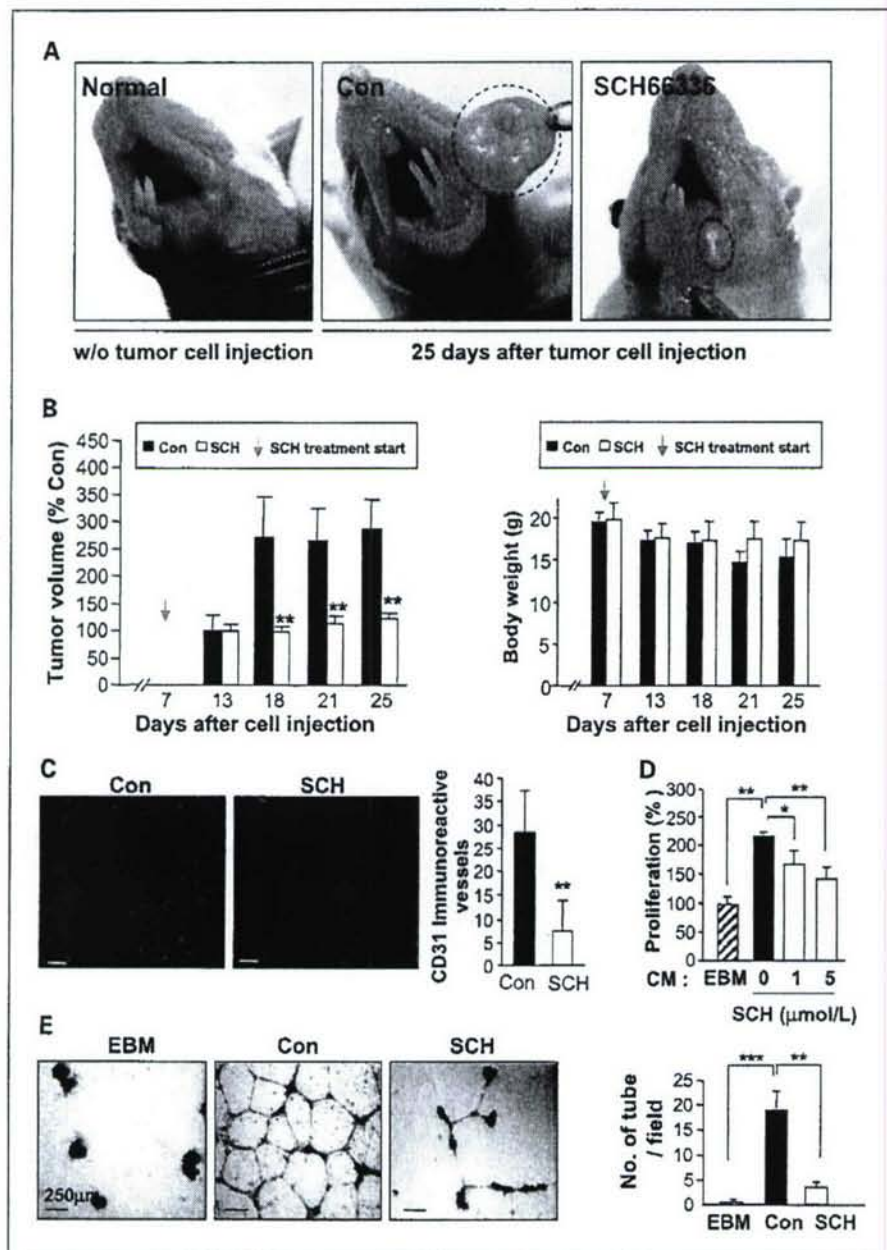 A
Normal
Con
SCH66336
w/o tumor cell injection
25 days after tumor cell injection
B
Con SCH SCH treatment start
Tumor volume (% Con)
450
400
350
300
250
200
150
100
50
0
** ** **
7 13 18 21 25
Days after cell injection
Con SCH SCH treatment start
Body weight (g)
20
15
10
5
0
7 13 18 21 25
Days after cell injection
C
Con
SCH
CD31 Immunoreactive
vessels
40
35
30
25
20
15
10
5
0
**
Con SCH
D
Proliferation (%)
300
250
200
150
100
50
0
** **
*
CM : EBM 0 1 5
SCH (μmol/L)
E
EBM
Con
SCH
250μm
No. of tube
/ field
25
20
15
10
5
0
*** **
EBM Con SCH